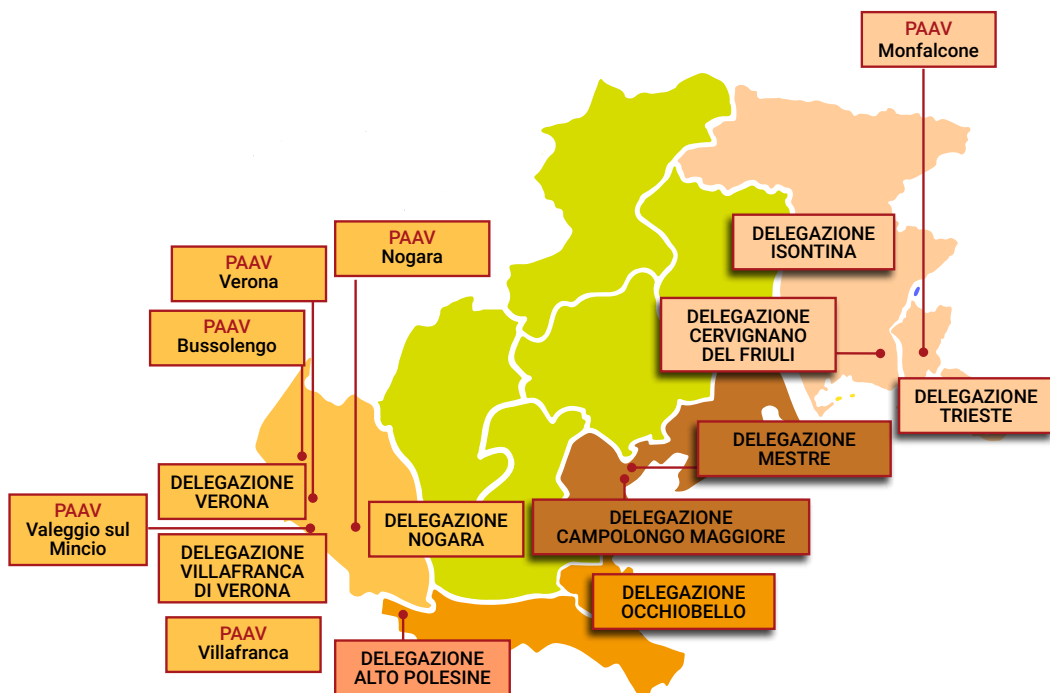 PAAV
Monfalcone
DELEGAZIONE
ISONTINA
PAAV
Nogara
PAAV
Verona
PAAV
Bussolengo
DELEGAZIONE
CERVIGNANO
DEL FRIULI
DELEGAZIONE
TRIESTE
DELEGAZIONE
MESTRE
DELEGAZIONE
VERONA
PAAV
Valeggio sul
Mincio
DELEGAZIONE
NOGARA
DELEGAZIONE
CAMPOLONGO MAGGIORE
DELEGAZIONE
VILLAFRANCA
DI VERONA
DELEGAZIONE
OCCHIOBELLO
PAAV
Villafranca
DELEGAZIONE
ALTO POLESINE